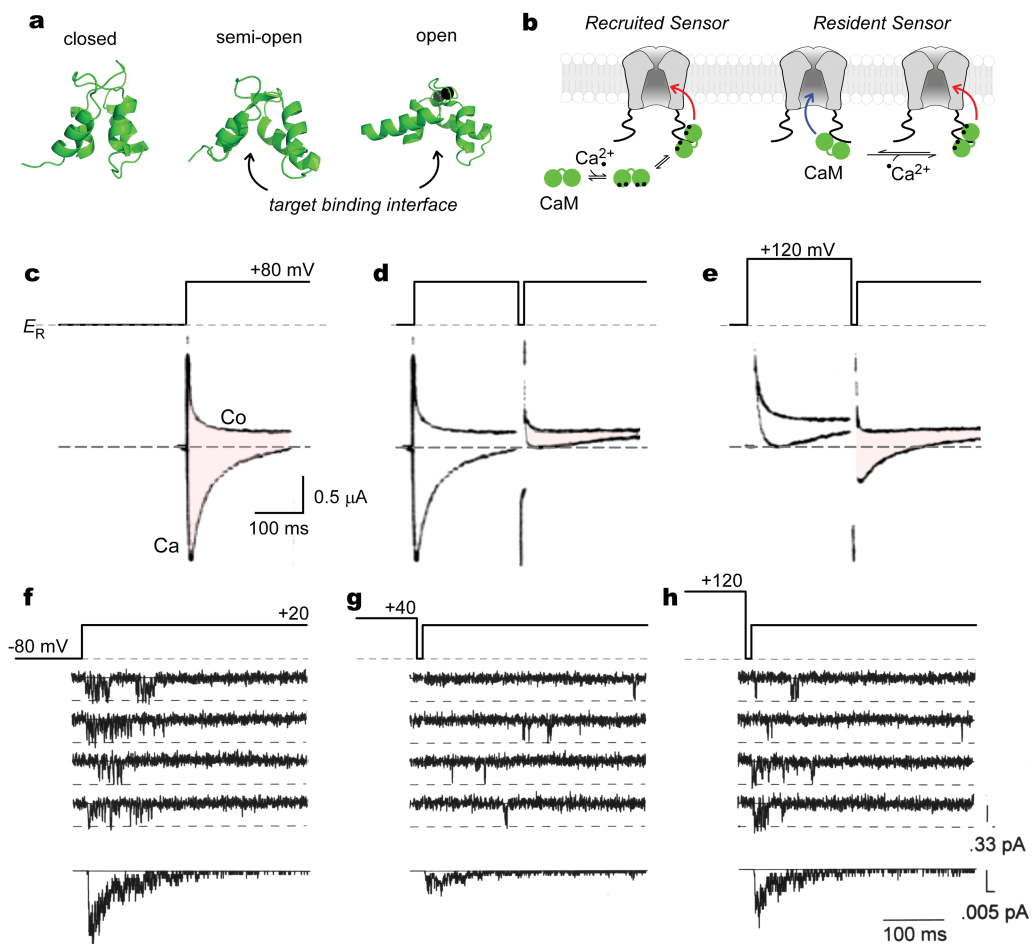 a
closed
semi-open
open
target binding interface
b
Recruited Sensor
Resident Sensor
Ca2+
CaM
CaM
Ca2+
c
+80 mV
ER
Co
Ca
0.5 µA
100 ms
d
e
+120 mV
f
-80 mV
+20
g
+40
h
+120
.33 pA
.005 pA
100 ms